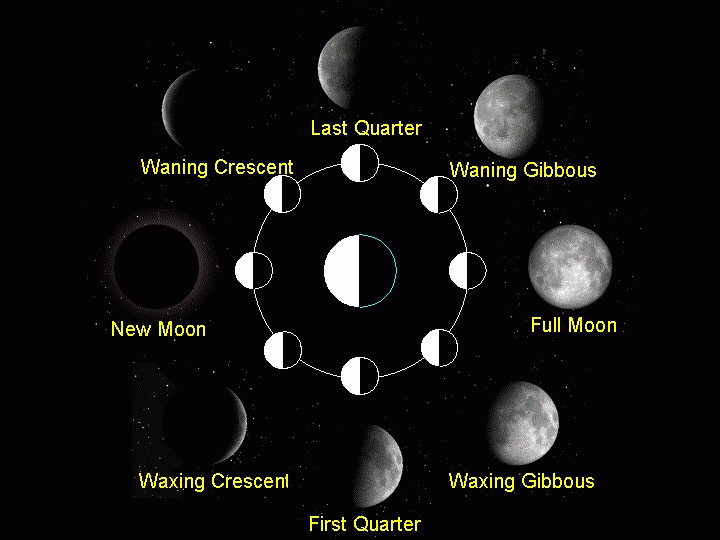 Last Quarter
Waning Crescent
Waning Gibbous
New Moon
Full Moon
Waxing Crescent
Waxing Gibbous
First Quarter